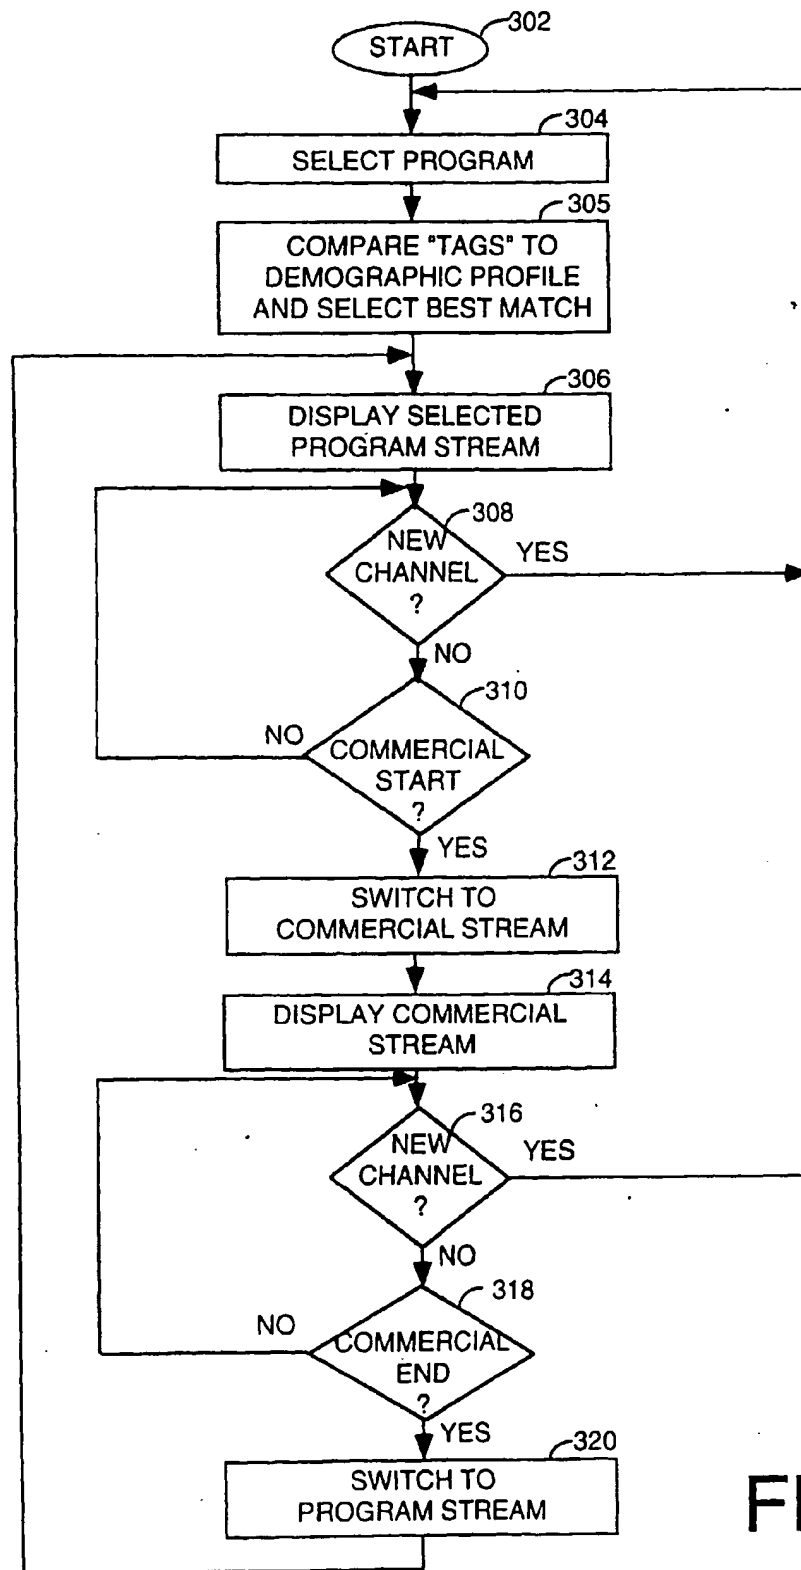 START
302
304
SELECT PROGRAM
305
COMPARE "TAGS" TO
DEMOGRAPHIC PROFILE
AND SELECT BEST MATCH
306
DISPLAY SELECTED
PROGRAM STREAM
308
NEW
CHANNEL
?
YES
NO
310
NO
COMMERCIAL
START
?
YES
312
SWITCH TO
COMMERCIAL STREAM
314
DISPLAY COMMERCIAL
STREAM
316
NEW
CHANNEL
?
YES
NO
318
NO
COMMERCIAL
END
?
YES
320
SWITCH TO
PROGRAM STREAM